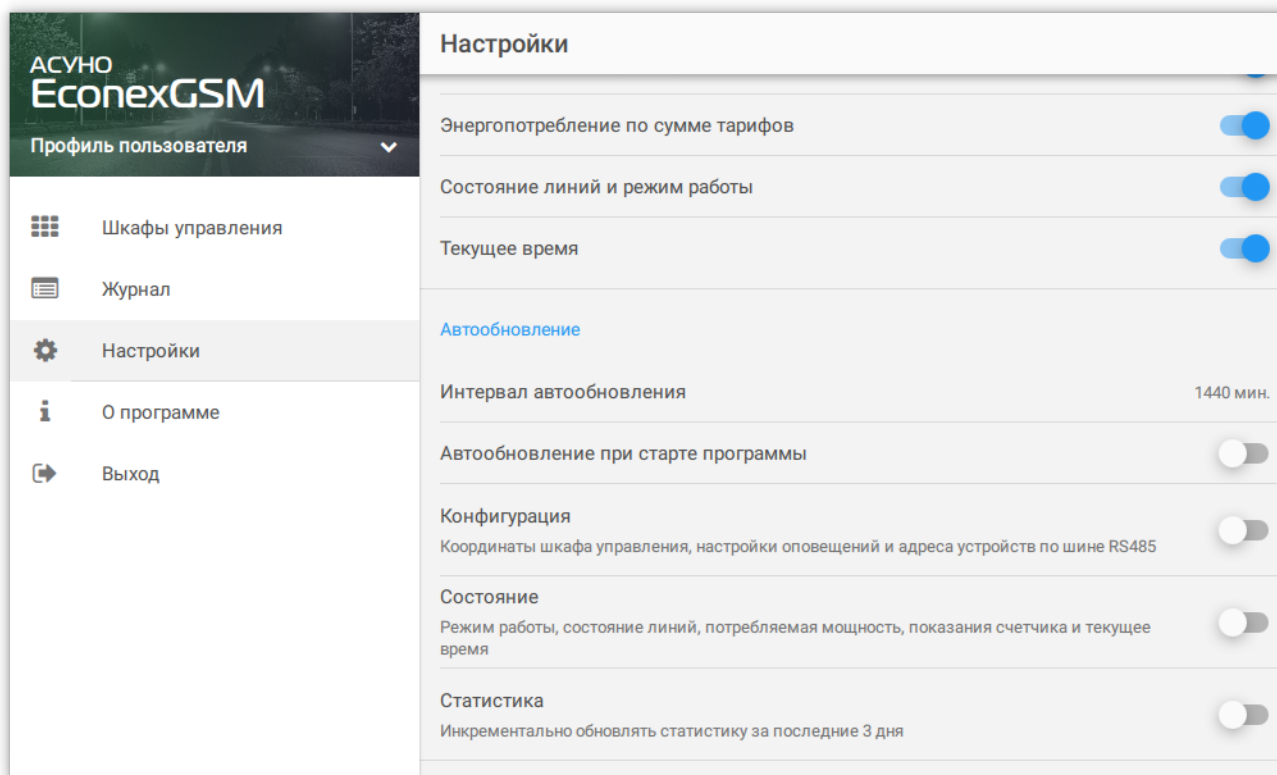 АСУНО
EconexGSM
Профиль пользователя
Шкафы управления
Журнал
Настройки
О программе
Выход
Настройки
Энергопотребление по сумме тарифов
Состояние линий и режим работы
Текущее время
Автообновление
Интервал автообновления 1440 мин.
Автообновление при старте программы
Конфигурация
Координаты шкафа управления, настройки оповещений и адреса устройств по шине RS485
Состояние
Режим работы, состояние линий, потребляемая мощность, показания счетчика и текущее
время
Статистика
Инкрементально обновлять статистику за последние 3 дня